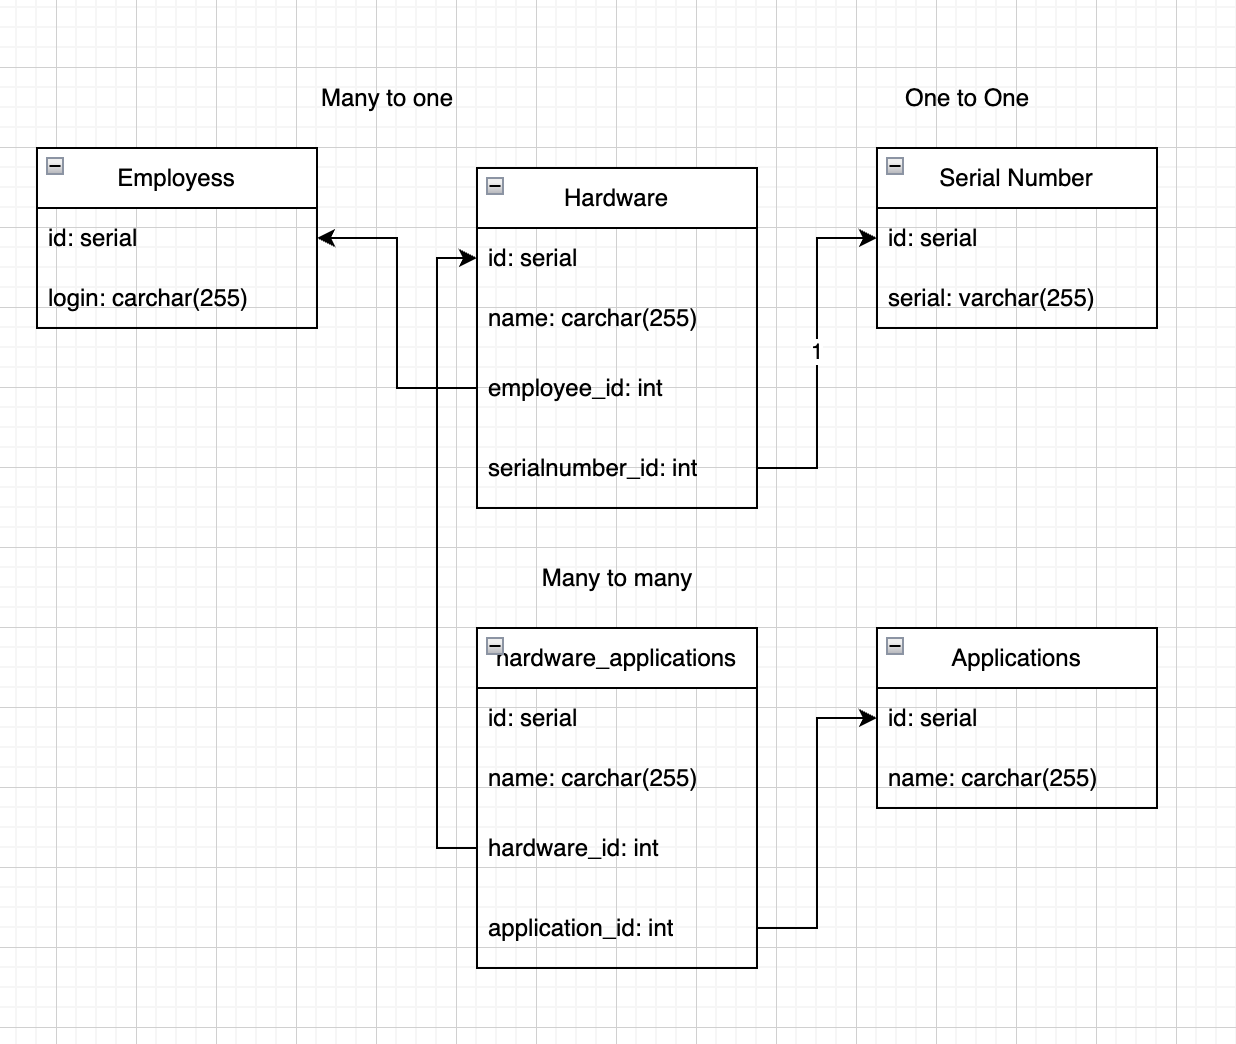 Many to one
One to One
Employess
id: serial
login: carchar(255)
Hardware
id: serial
name: carchar(255)
employee_id: int
serialnumber_id: int
1
Serial Number
id: serial
serial: varchar(255)
Many to many
hardware_applications
id: serial
name: carchar(255)
hardware_id: int
application_id: int
Applications
id: serial
name: carchar(255)